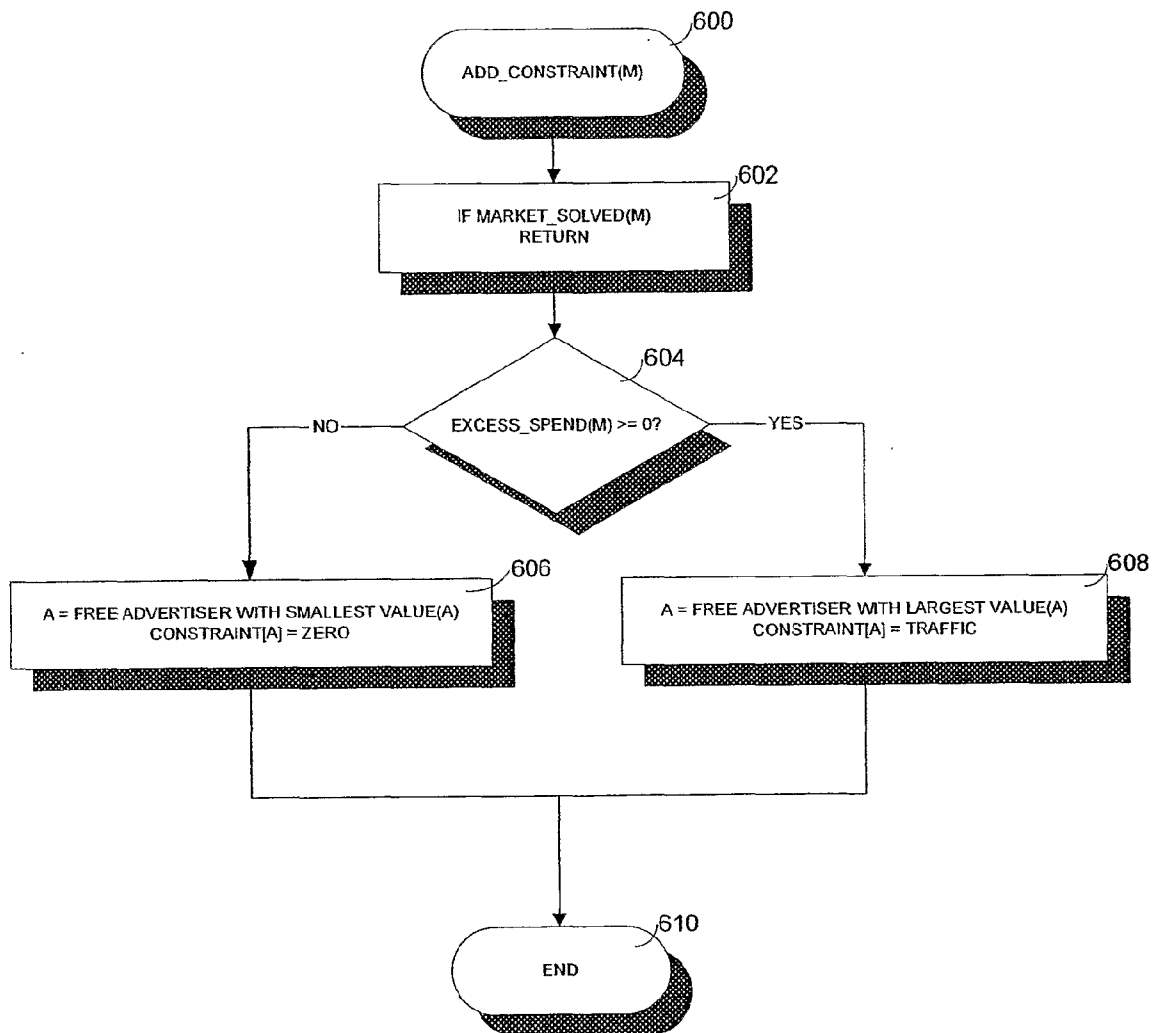 600
ADD_CONSTRAINT(M)
602
IF MARKET_SOLVED(M)
RETURN
604
EXCESS_SPEND(M) >= 0?
NO
YES
606
A = FREE ADVERTISER WITH SMALLEST VALUE(A)
CONSTRAINT[A] = ZERO
608
A = FREE ADVERTISER WITH LARGEST VALUE(A)
CONSTRAINT[A] = TRAFFIC
610
END